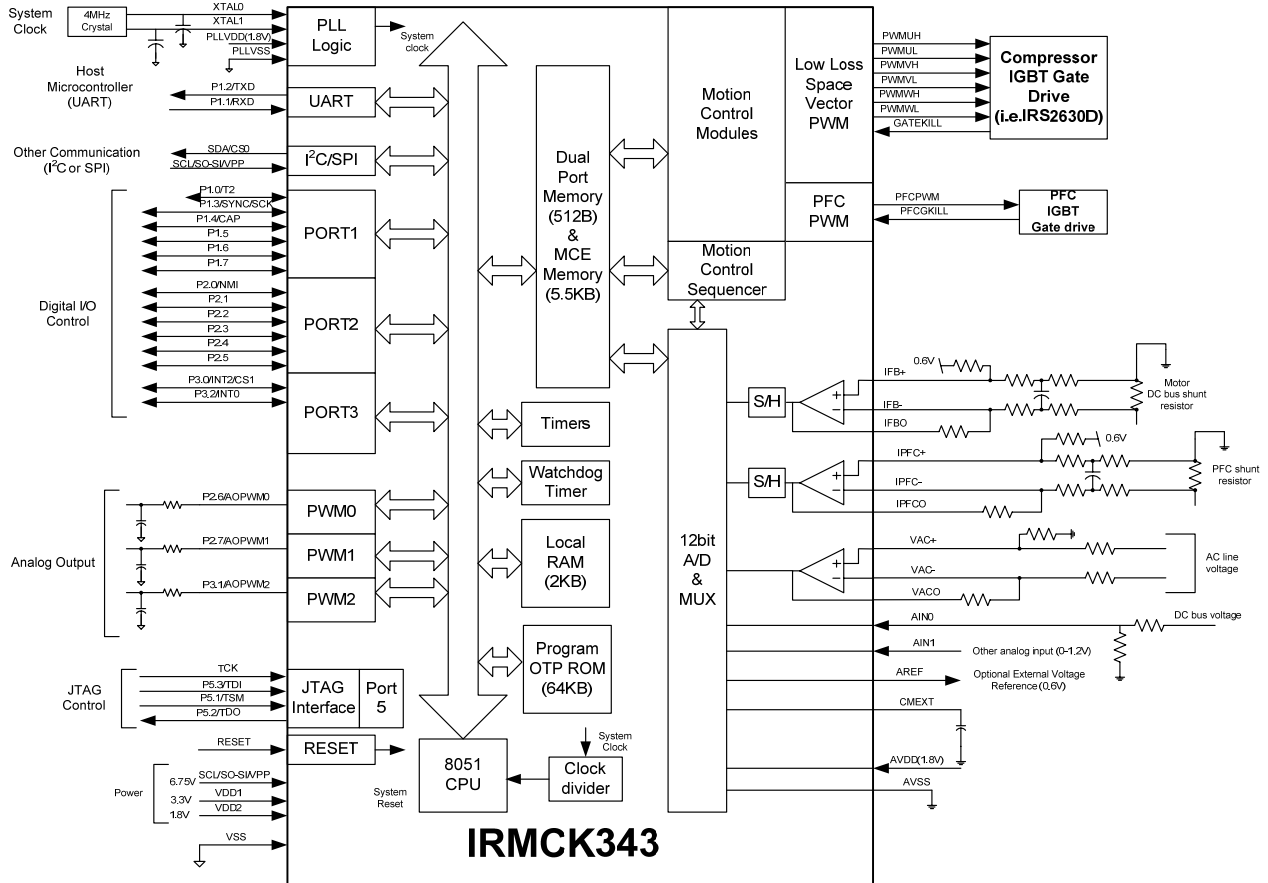 System
Clock
4MHz
Crystal
XTAL0
XTAL1
PLLVDD(1.8V)
PLLVSS
PLL
Logic
System
clock
Host
Microcontroller
(UART)
P1.2/TXD
P1.1/RXD
UART
Other Communication
(I²C or SPI)
SDA/CS0
SCL/SO-SI/VPP
I²C/SPI
Digital I/O
Control
P1.0/T2
P1.3/SYNC/SCK
P1.4/CAP
P1.5
P1.6
P1.7
PORT1
P2.0/NMI
P2.1
P2.2
P2.3
P2.4
P2.5
PORT2
P3.0/INT2/CS1
P3.2/INT0
PORT3
Analog Output
P2.6/AOPWM0
P2.7/AOPWM1
P3.1/AOPWM2
PWM0
PWM1
PWM2
JTAG
Control
TCK
P5.3/TDI
P5.1/TSM
P5.2/TDO
JTAG
Interface
Port
5
RESET
RESET
System
Reset
Power
6.75V
SCL/SO-SI/VPP
3.3V
VDD1
1.8V
VDD2
VSS
Dual
Port
Memory
(512B)
&
MCE
Memory
(5.5KB)
Timers
Watchdog
Timer
Local
RAM
(2KB)
Program
OTP ROM
(64KB)
8051
CPU
System
Clock
Clock
divider
Motion
Control
Modules
Low Loss
Space
Vector
PWM
PFC
PWM
Motion
Control
Sequencer
12bit
A/D
&
MUX
PWMUH
PWMUL
PWMVH
PWMVL
PWMWH
PWMWL
GATEKILL
Compressor
IGBT Gate
Drive
(i.e.IRS2630D)
PFCPWM
PFCGKILL
PFC
IGBT
Gate drive
S/H
+
−
IFB+
IFB-
IFBO
0.6V
Motor
DC bus shunt
resistor
S/H
+
−
IPFC+
IPFC-
IPFCO
0.6V
PFC shunt
resistor
+
−
VAC+
VAC-
VACO
AC line
voltage
AIN0
DC bus voltage
AIN1
Other analog input (0-1.2V)
AREF
Optional External Voltage
Reference (0.6V)
CMEXT
AVDD(1.8V)
AVSS
IRMCK343